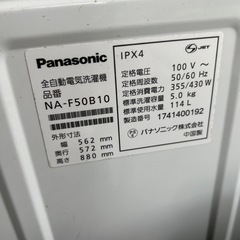 Panasonic
全自動電気洗濯機
品番
NA-F50B10
外形寸法
幅 562 mm
奥行 572 mm
高さ 880 mm
IPX4
JET
定格電圧 100 V～
定格周波数 50/60 Hz
定格消費電力 355/430 W
標準洗濯容量 5.0 kg
標準使用水量 114 L
製造番号 1741400192
パナソニック株式会社
中国製